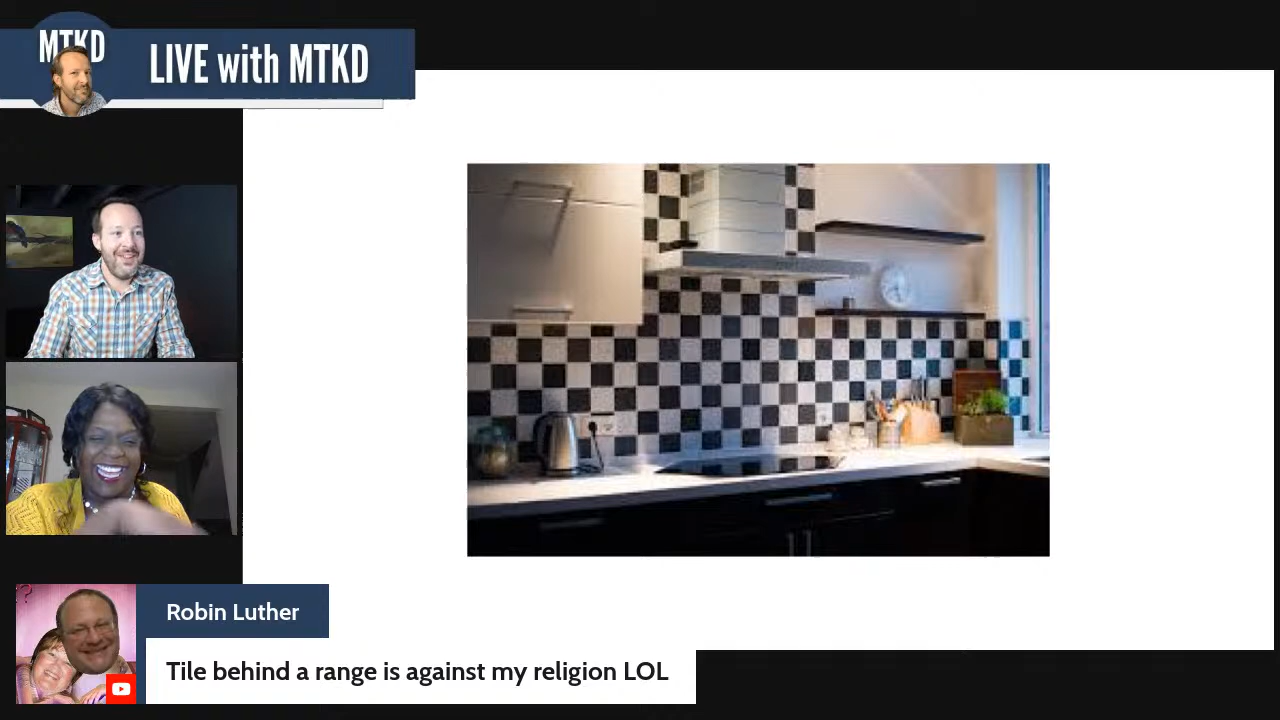 MTKD
LIVE with MTKD
Robin Luther
Tile behind a range is against my religion LOL